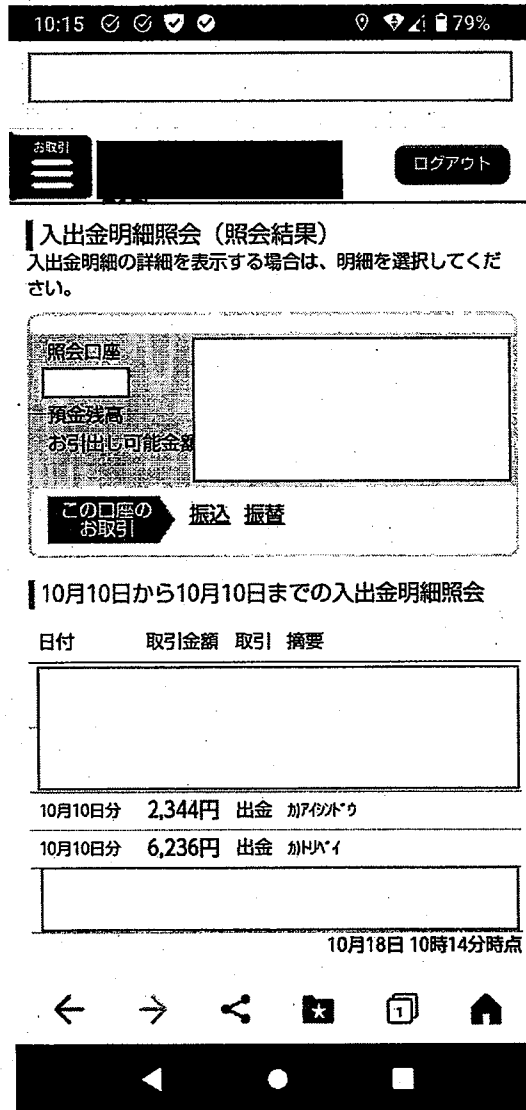 10:15 79%
お取引
ログアウト
入出金明細照会（照会結果）
入出金明細の詳細を表示する場合は、明細を選択してくだ
さい。
照会口座
預金残高
お引出し可能金額
この口座の
お取引
振込 振替
10月10日から10月10日までの入出金明細照会
日付 取引金額 取引 摘要
10月10日分 2,344円 出金 ｶ)ｱｲｼﾝﾄﾞｳ
10月10日分 6,236円 出金 ｶ)ﾄﾘﾍﾞｲ
10月18日 10時14分時点
1